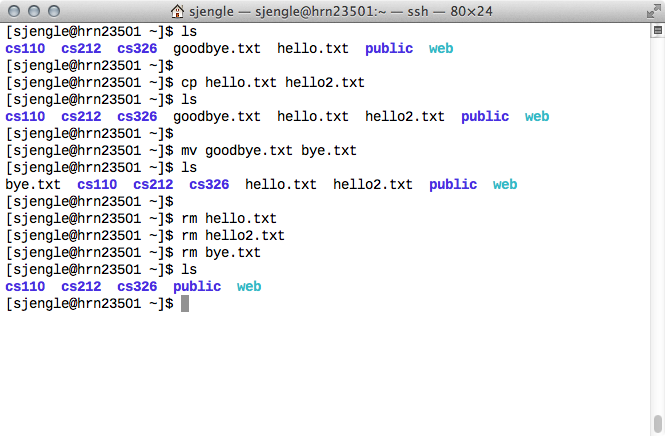 sjengle — sjengle@hrn23501:~ — ssh — 80×24
[sjengle@hrn23501 ~]$ ls
cs110  cs212  cs326  goodbye.txt  hello.txt  public  web
[sjengle@hrn23501 ~]$
[sjengle@hrn23501 ~]$ cp hello.txt hello2.txt
[sjengle@hrn23501 ~]$ ls
cs110  cs212  cs326  goodbye.txt  hello.txt  hello2.txt  public  web
[sjengle@hrn23501 ~]$
[sjengle@hrn23501 ~]$ mv goodbye.txt bye.txt
[sjengle@hrn23501 ~]$ ls
bye.txt  cs110  cs212  cs326  hello.txt  hello2.txt  public  web
[sjengle@hrn23501 ~]$
[sjengle@hrn23501 ~]$ rm hello.txt
[sjengle@hrn23501 ~]$ rm hello2.txt
[sjengle@hrn23501 ~]$ rm bye.txt
[sjengle@hrn23501 ~]$ ls
cs110  cs212  cs326  public  web
[sjengle@hrn23501 ~]$